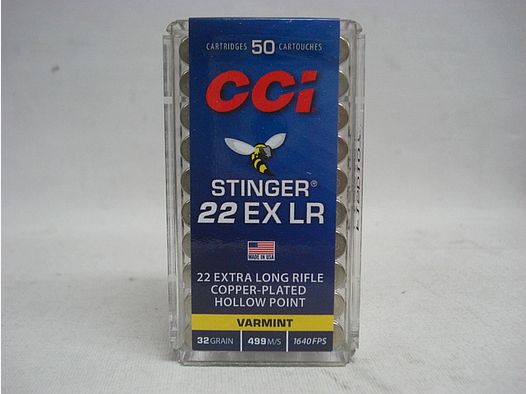 CARTRIDGES 50 CARTOUCHES
CCI
STINGER®
22 EX LR
MADE IN USA
22 EXTRA LONG RIFLE
COPPER-PLATED
HOLLOW POINT
VARMINT
32 GRAIN 499 M/S 1640 FPS